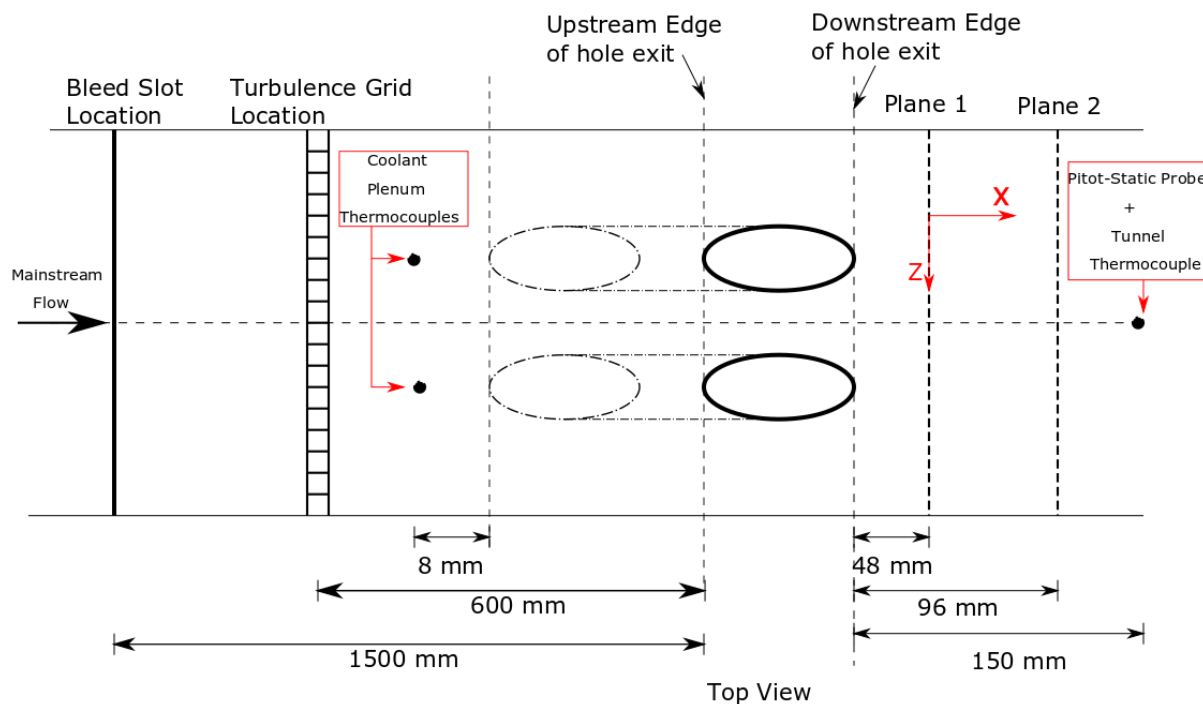 Upstream Edge
of hole exit
Downstream Edge
of hole exit
Bleed Slot
Location
Turbulence Grid
Location
Plane 1
Plane 2
Coolant
Plenum
Thermocouples
Pitot-Static Probe
+
Tunnel
Thermocouple
X
Z
Mainstream
Flow
8 mm
48 mm
600 mm
96 mm
1500 mm
150 mm
Top View